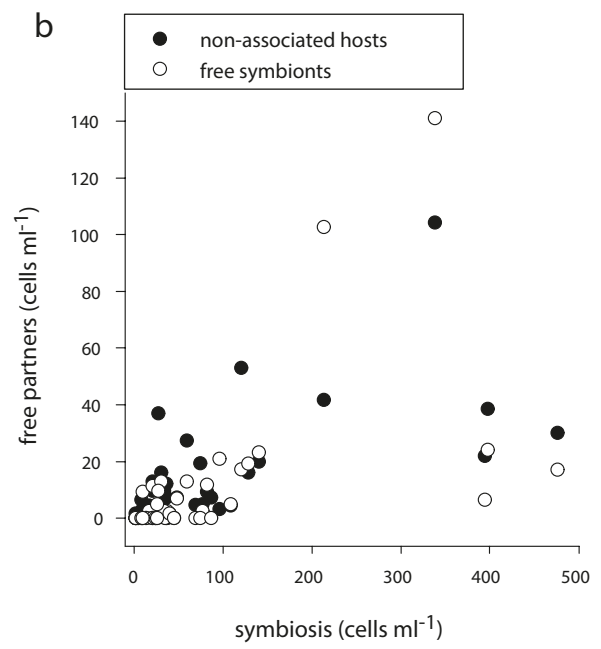 b
non-associated hosts
free symbionts
free partners (cells ml⁻¹)
140
120
100
80
60
40
20
0
0 100 200 300 400 500
symbiosis (cells ml⁻¹)